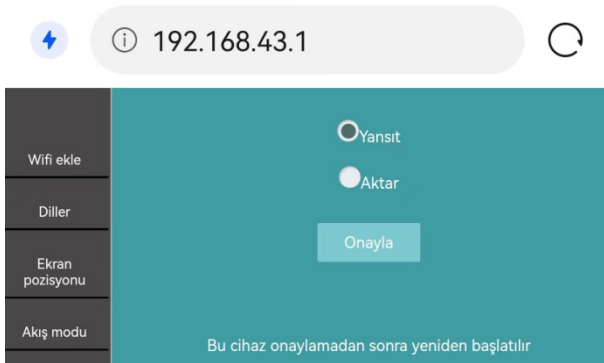 192.168.43.1
Wifi ekle
Diller
Ekran
pozisyonu
Akış modu
Yansıt
Aktar
Onayla
Bu cihaz onaylamadan sonra yeniden başlatılır